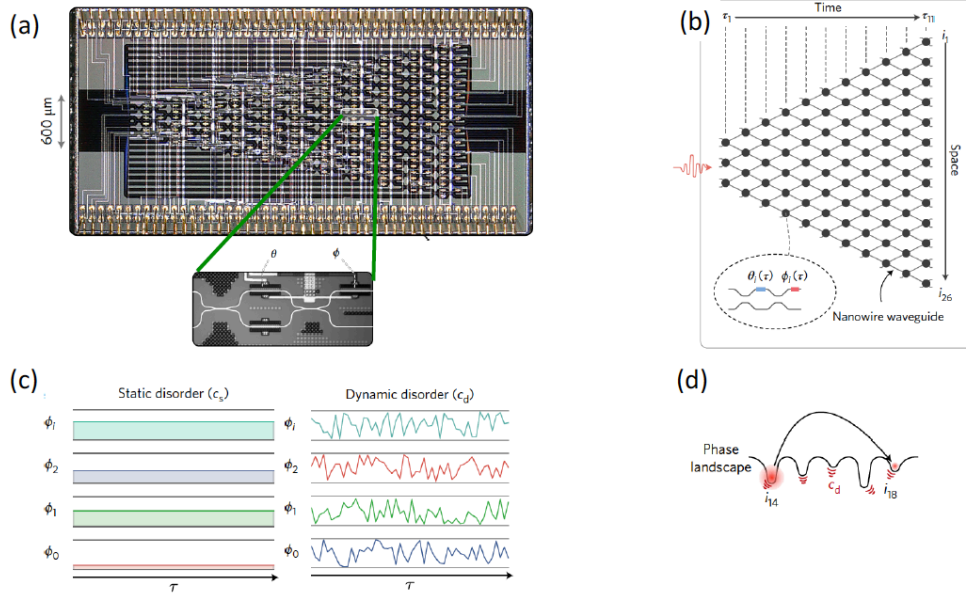 (a)
600 μm
θ
ϕ
(b)
Time
τ1
τ11
i1
Space
i26
θi(τ) ϕi(τ)
Nanowire waveguide
(c)
Static disorder (cs)
Dynamic disorder (cd)
ϕi
ϕi
ϕ2
ϕ2
ϕ1
ϕ1
ϕ0
ϕ0
τ
τ
(d)
Phase
landscape
cd
i14
i18